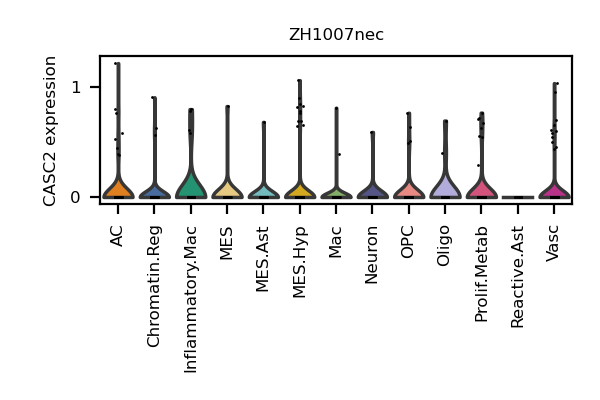 ZH1007nec
CASC2 expression
1
0
AC
Chromatin.Reg
Inflammatory.Mac
MES
MES.Ast
MES.Hyp
Mac
Neuron
OPC
Oligo
Prolif.Metab
Reactive.Ast
Vasc